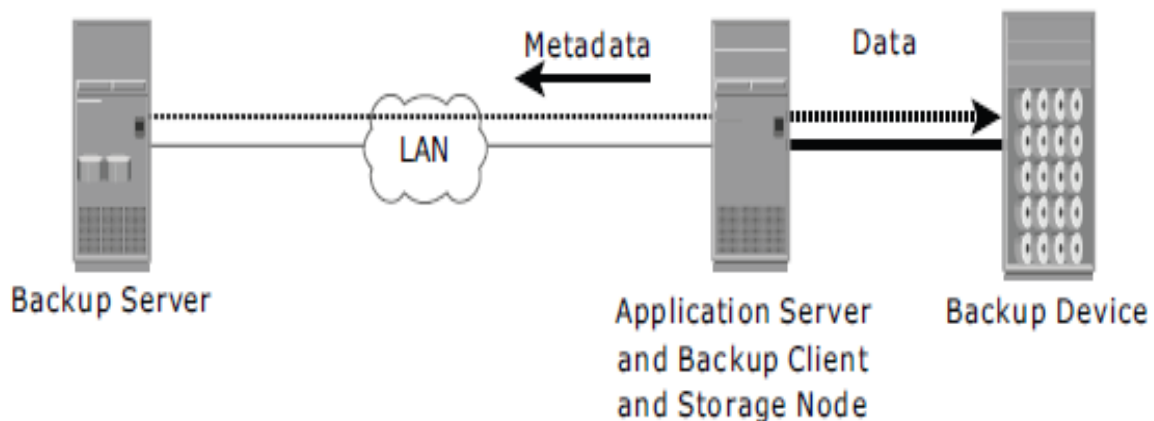 Metadata
Data
LAN
Backup Server
Application Server
and Backup Client
and Storage Node
Backup Device